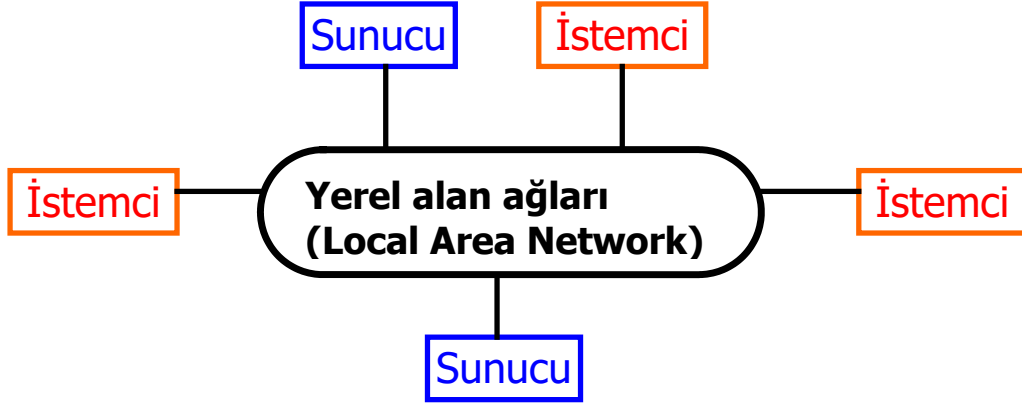 Sunucu
İstemci
İstemci
Yerel alan ağları
(Local Area Network)
İstemci
Sunucu